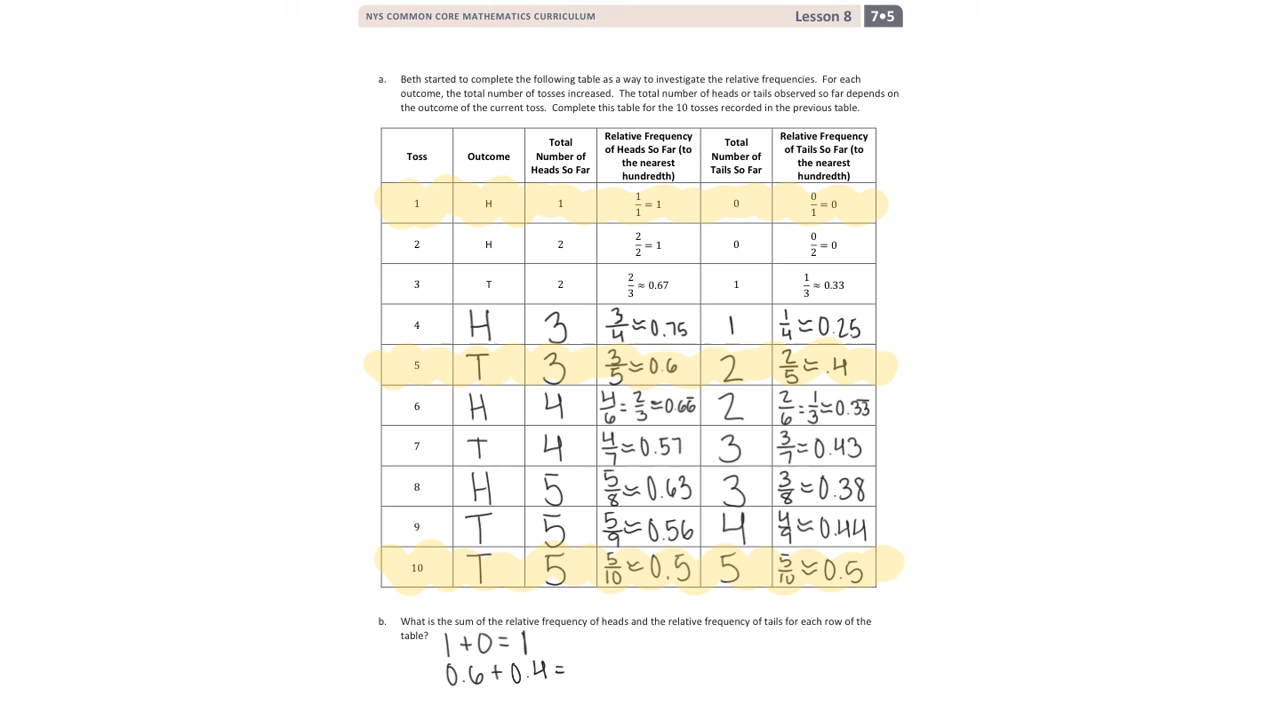 NYS COMMON CORE MATHEMATICS CURRICULUM Lesson 8 7•5
a. Beth started to complete the following table as a way to investigate the relative frequencies. For each
outcome, the total number of tosses increased. The total number of heads or tails observed so far depends on
the outcome of the current toss. Complete this table for the 10 tosses recorded in the previous table.
Toss Outcome Total Number of Heads So Far Relative Frequency of Heads So Far (to the nearest hundredth) Total Number of Tails So Far Relative Frequency of Tails So Far (to the nearest hundredth)
1 H 1 1/1 = 1 0 0/1 = 0
2 H 2 2/2 = 1 0 0/2 = 0
3 T 2 2/3 ≈ 0.67 1 1/3 ≈ 0.33
4 H 3 3/4 ≈ 0.75 1 1/4 ≈ 0.25
5 T 3 3/5 ≈ 0.6 2 2/5 ≈ .4
6 H 4 4/6 = 2/3 ≈ 0.66 2 2/6 = 1/3 ≈ 0.33
7 T 4 4/7 ≈ 0.57 3 3/7 ≈ 0.43
8 H 5 5/8 ≈ 0.63 3 3/8 ≈ 0.38
9 T 5 5/9 ≈ 0.56 4 4/9 ≈ 0.44
10 T 5 5/10 ≈ 0.5 5 5/10 ≈ 0.5
b. What is the sum of the relative frequency of heads and the relative frequency of tails for each row of the
table? 1 + 0 = 1
0.6 + 0.4 =